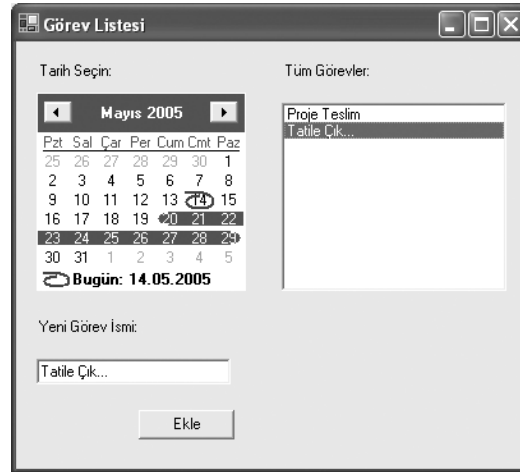 Görev Listesi
Tarih Seçin:
Mayıs 2005
Pzt Sal Çar Per Cum Cmt Paz
25 26 27 28 29 30 1
2 3 4 5 6 7 8
9 10 11 12 13 14 15
16 17 18 19 20 21 22
23 24 25 26 27 28 29
30 31 1 2 3 4 5
Bugün: 14.05.2005
Yeni Görev İsmi:
Tatile Çık...
Ekle
Tüm Görevler:
Proje Teslim
Tatile Çık...